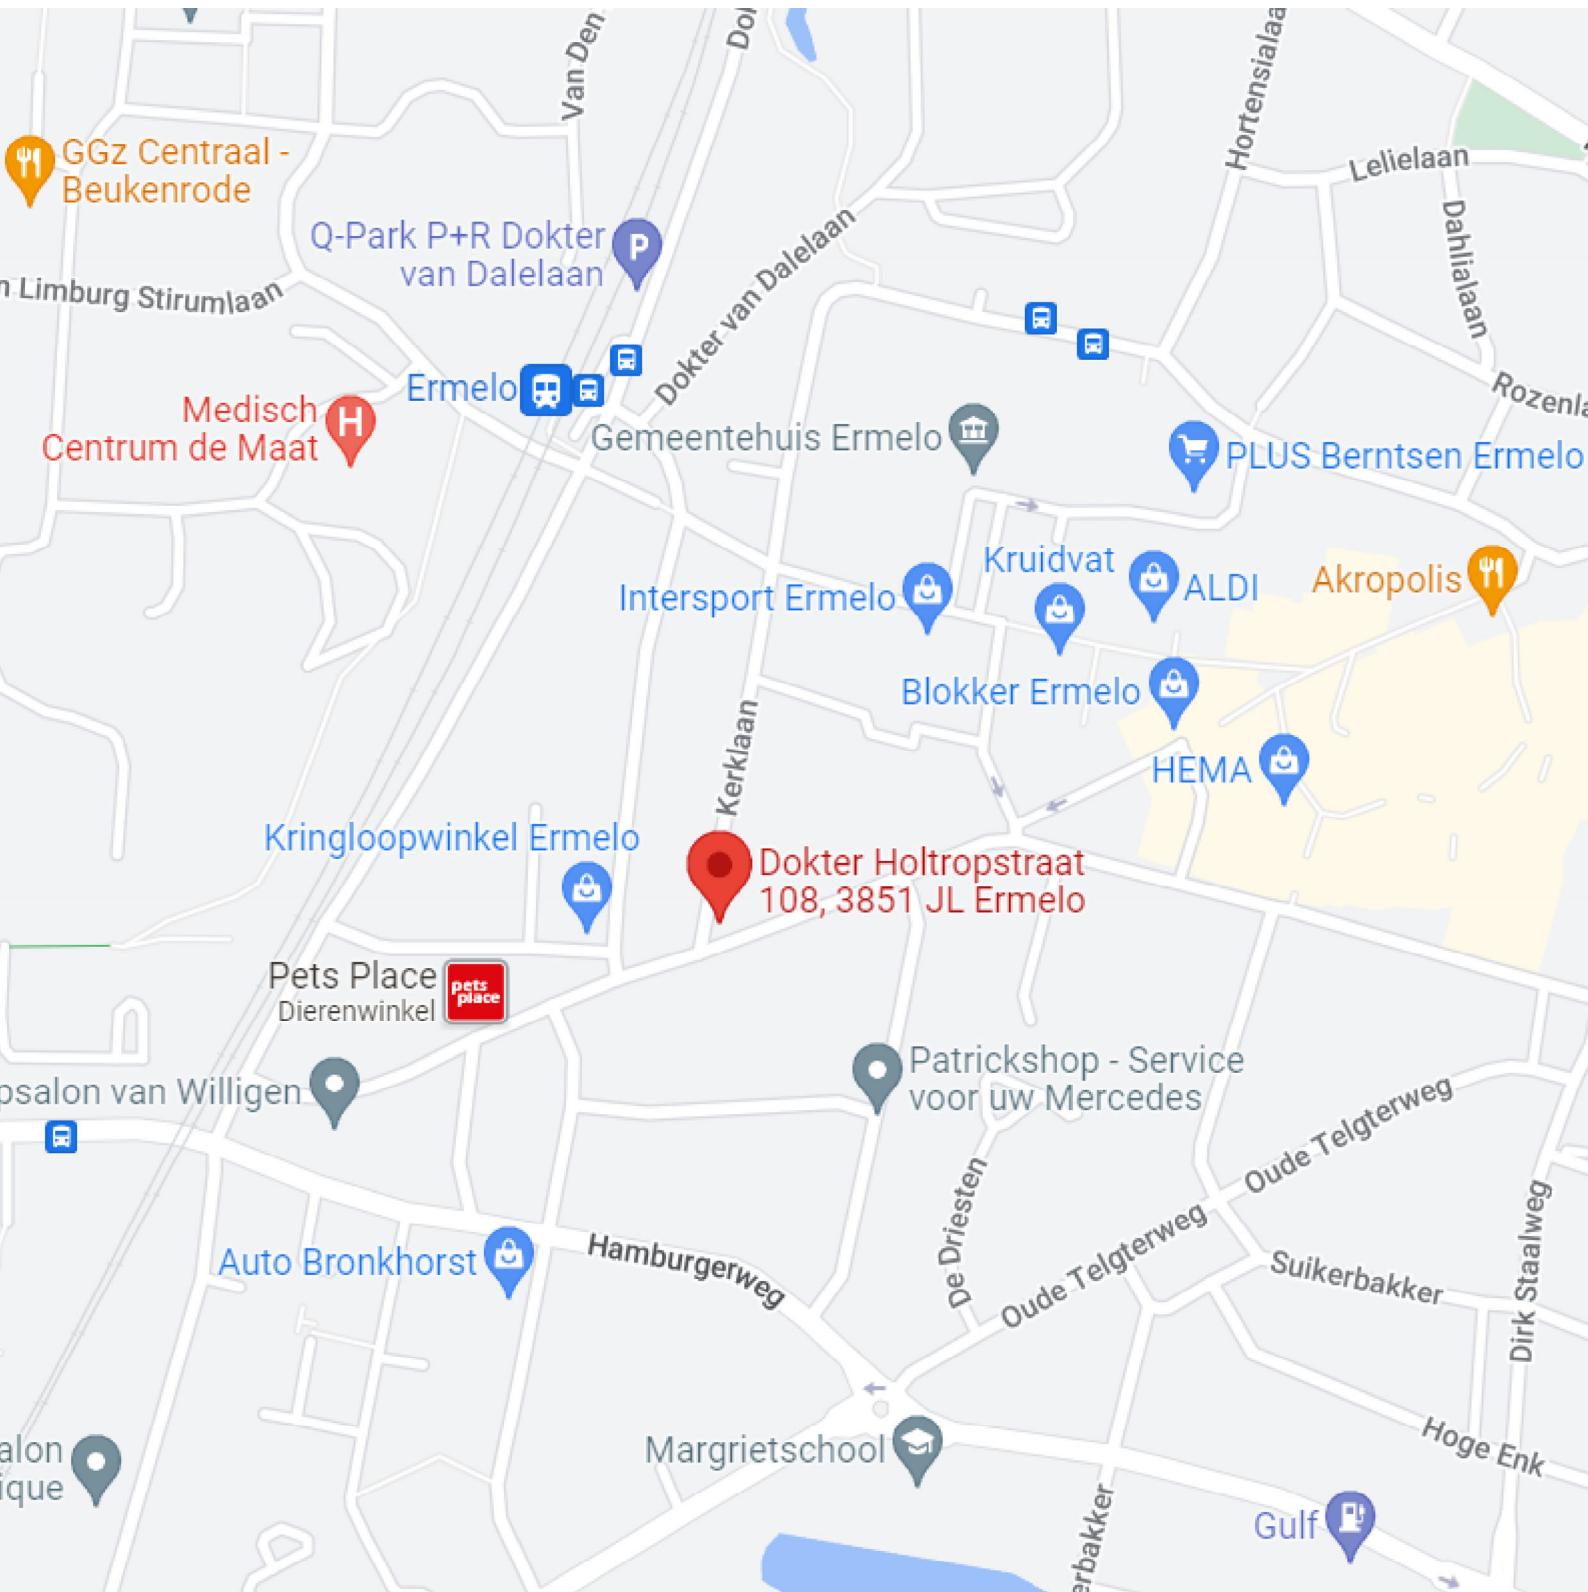 Van Den
Dol
Hortensialaa
GGz Centraal -
Beukenrode
Lelielaan
Q-Park P+R Dokter
van Dalelaan
Dokter van Dalelaan
Dahlialaan
n Limburg Stirumlaan
Ermelo
Medisch
Centrum de Maat
Rozenla
Gemeentehuis Ermelo
PLUS Berntsen Ermelo
Kruidvat
Intersport Ermelo
ALDI
Akropolis
Blokker Ermelo
Kerklaan
HEMA
Kringloopwinkel Ermelo
Dokter Holtropstraat
108, 3851 JL Ermelo
Pets Place
Dierenwinkel
pets
place
psalon van Willigen
Patrickshop - Service
voor uw Mercedes
Oude Telgterweg
De Driesten
Oude Telgterweg
Auto Bronkhorst
Hamburgerweg
Suikerbakker
Dirk Staalweg
Margrietschool
Hoge Enk
alon
ique
Gulf
erbakker
P
H